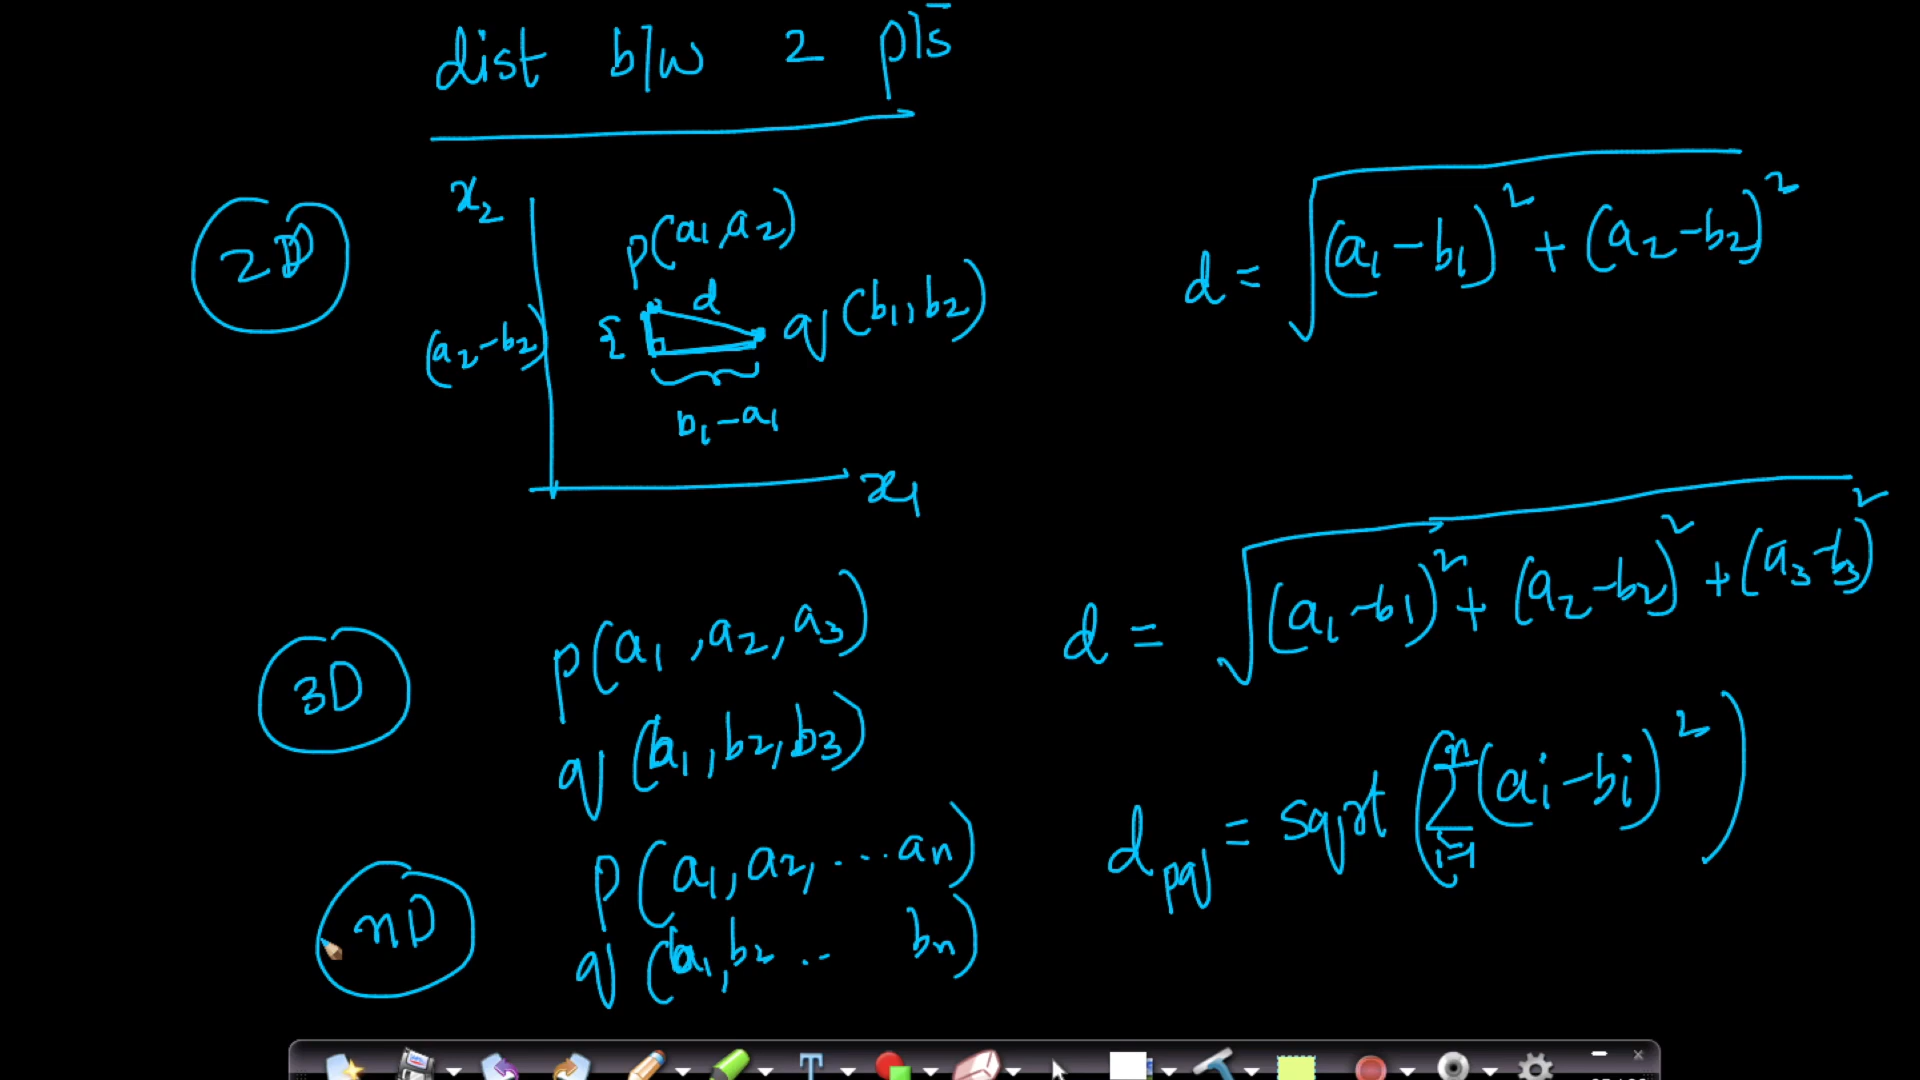 dist b/w 2 pts
2D
x₂
p(a₁,a₂)
d
q(b₁,b₂)
(a₂-b₂)
b₁-a₁
x₁
d = √((a₁-b₁)² + (a₂-b₂)²)
3D
p(a₁,a₂,a₃)
q(b₁,b₂,b₃)
d = √((a₁-b₁)² + (a₂-b₂)² + (a₃-b₃)²)
nD
p(a₁,a₂,...aₙ)
q(b₁,b₂.. bₙ)
d_pq = sqrt(∑ⁿᵢ₌₁(aᵢ-bᵢ)²)
T